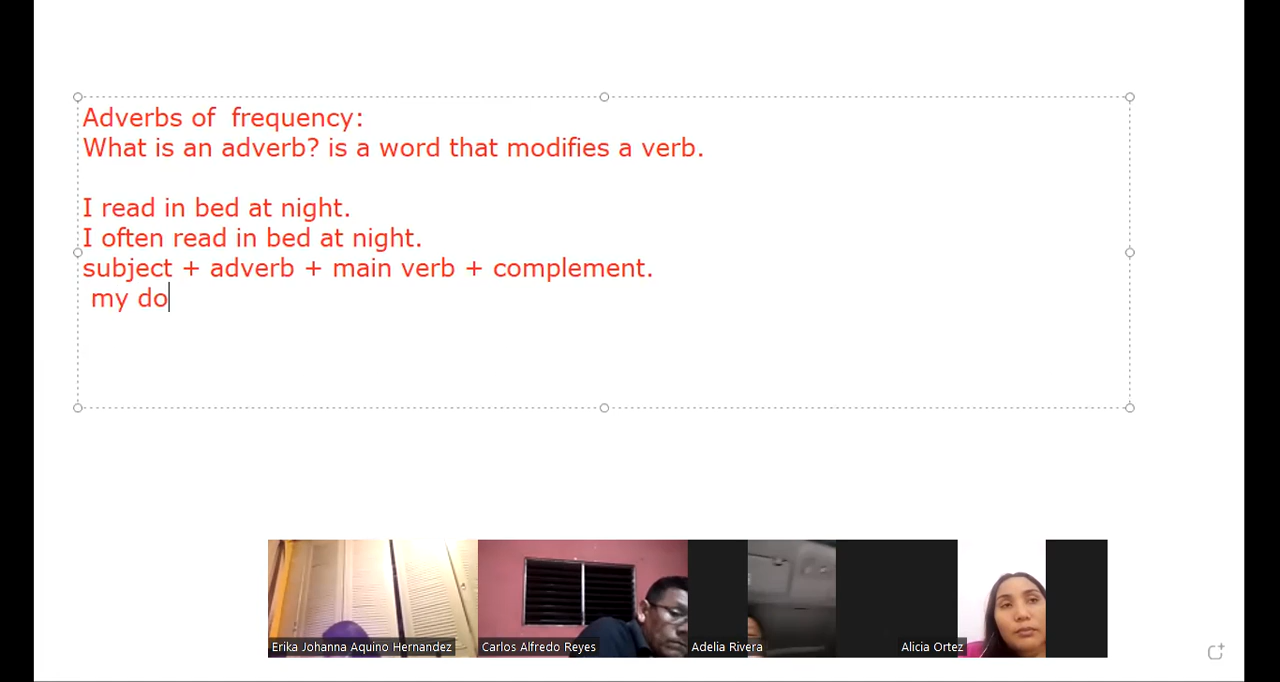 Adverbs of  frequency:
What is an adverb? is a word that modifies a verb.
I read in bed at night.
I often read in bed at night.
subject + adverb + main verb + complement.
my do
Erika Johanna Aquino Hernandez
Carlos Alfredo Reyes
Adelia Rivera
Alicia Ortez